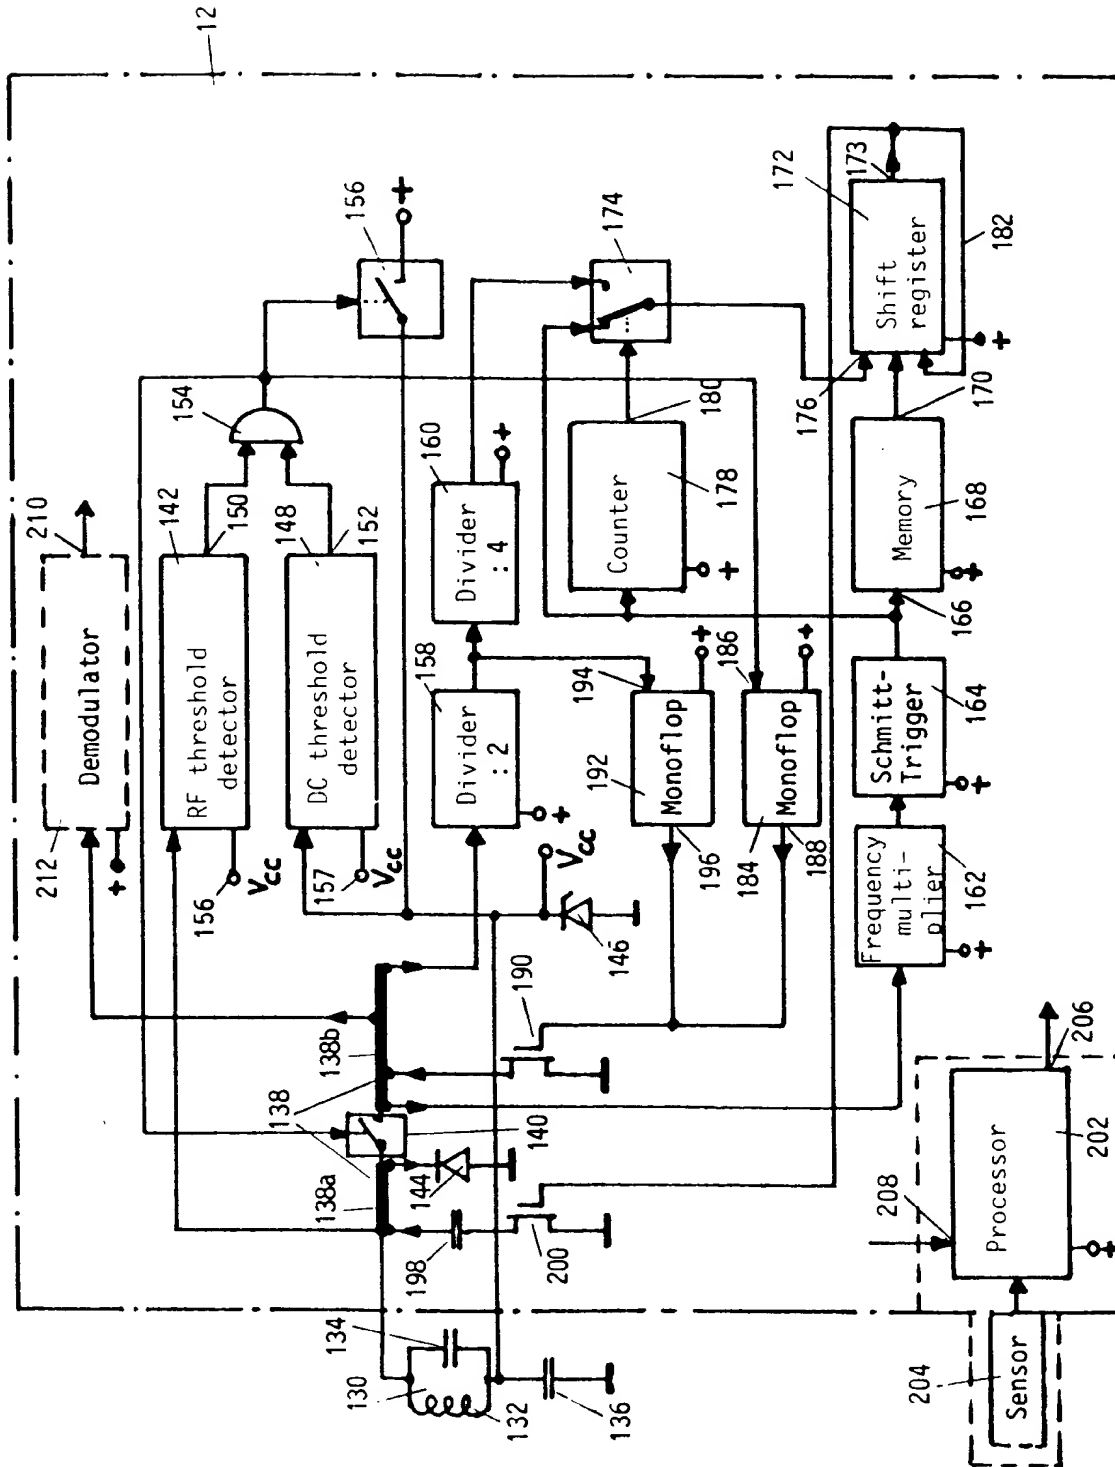 12
130
132
134
136
138
138a
138b
140
144
146
198
200
190
212
Demodulator
210
+
142
RF threshold
detector
150
156
Vcc
148
DC threshold
detector
152
157
Vcc
154
156
+
158
Divider
: 2
+
160
Divider
: 4
+
Vcc
174
194
192
Monoflop
196
+
186
184
Monoflop
188
+
Counter
178
180
+
162
Frequency
multi-
plier
+
164
Schmitt-
Trigger
+
166
Memory
168
170
+
172
173
Shift
register
176
182
+
202
Processor
206
208
+
204
Sensor